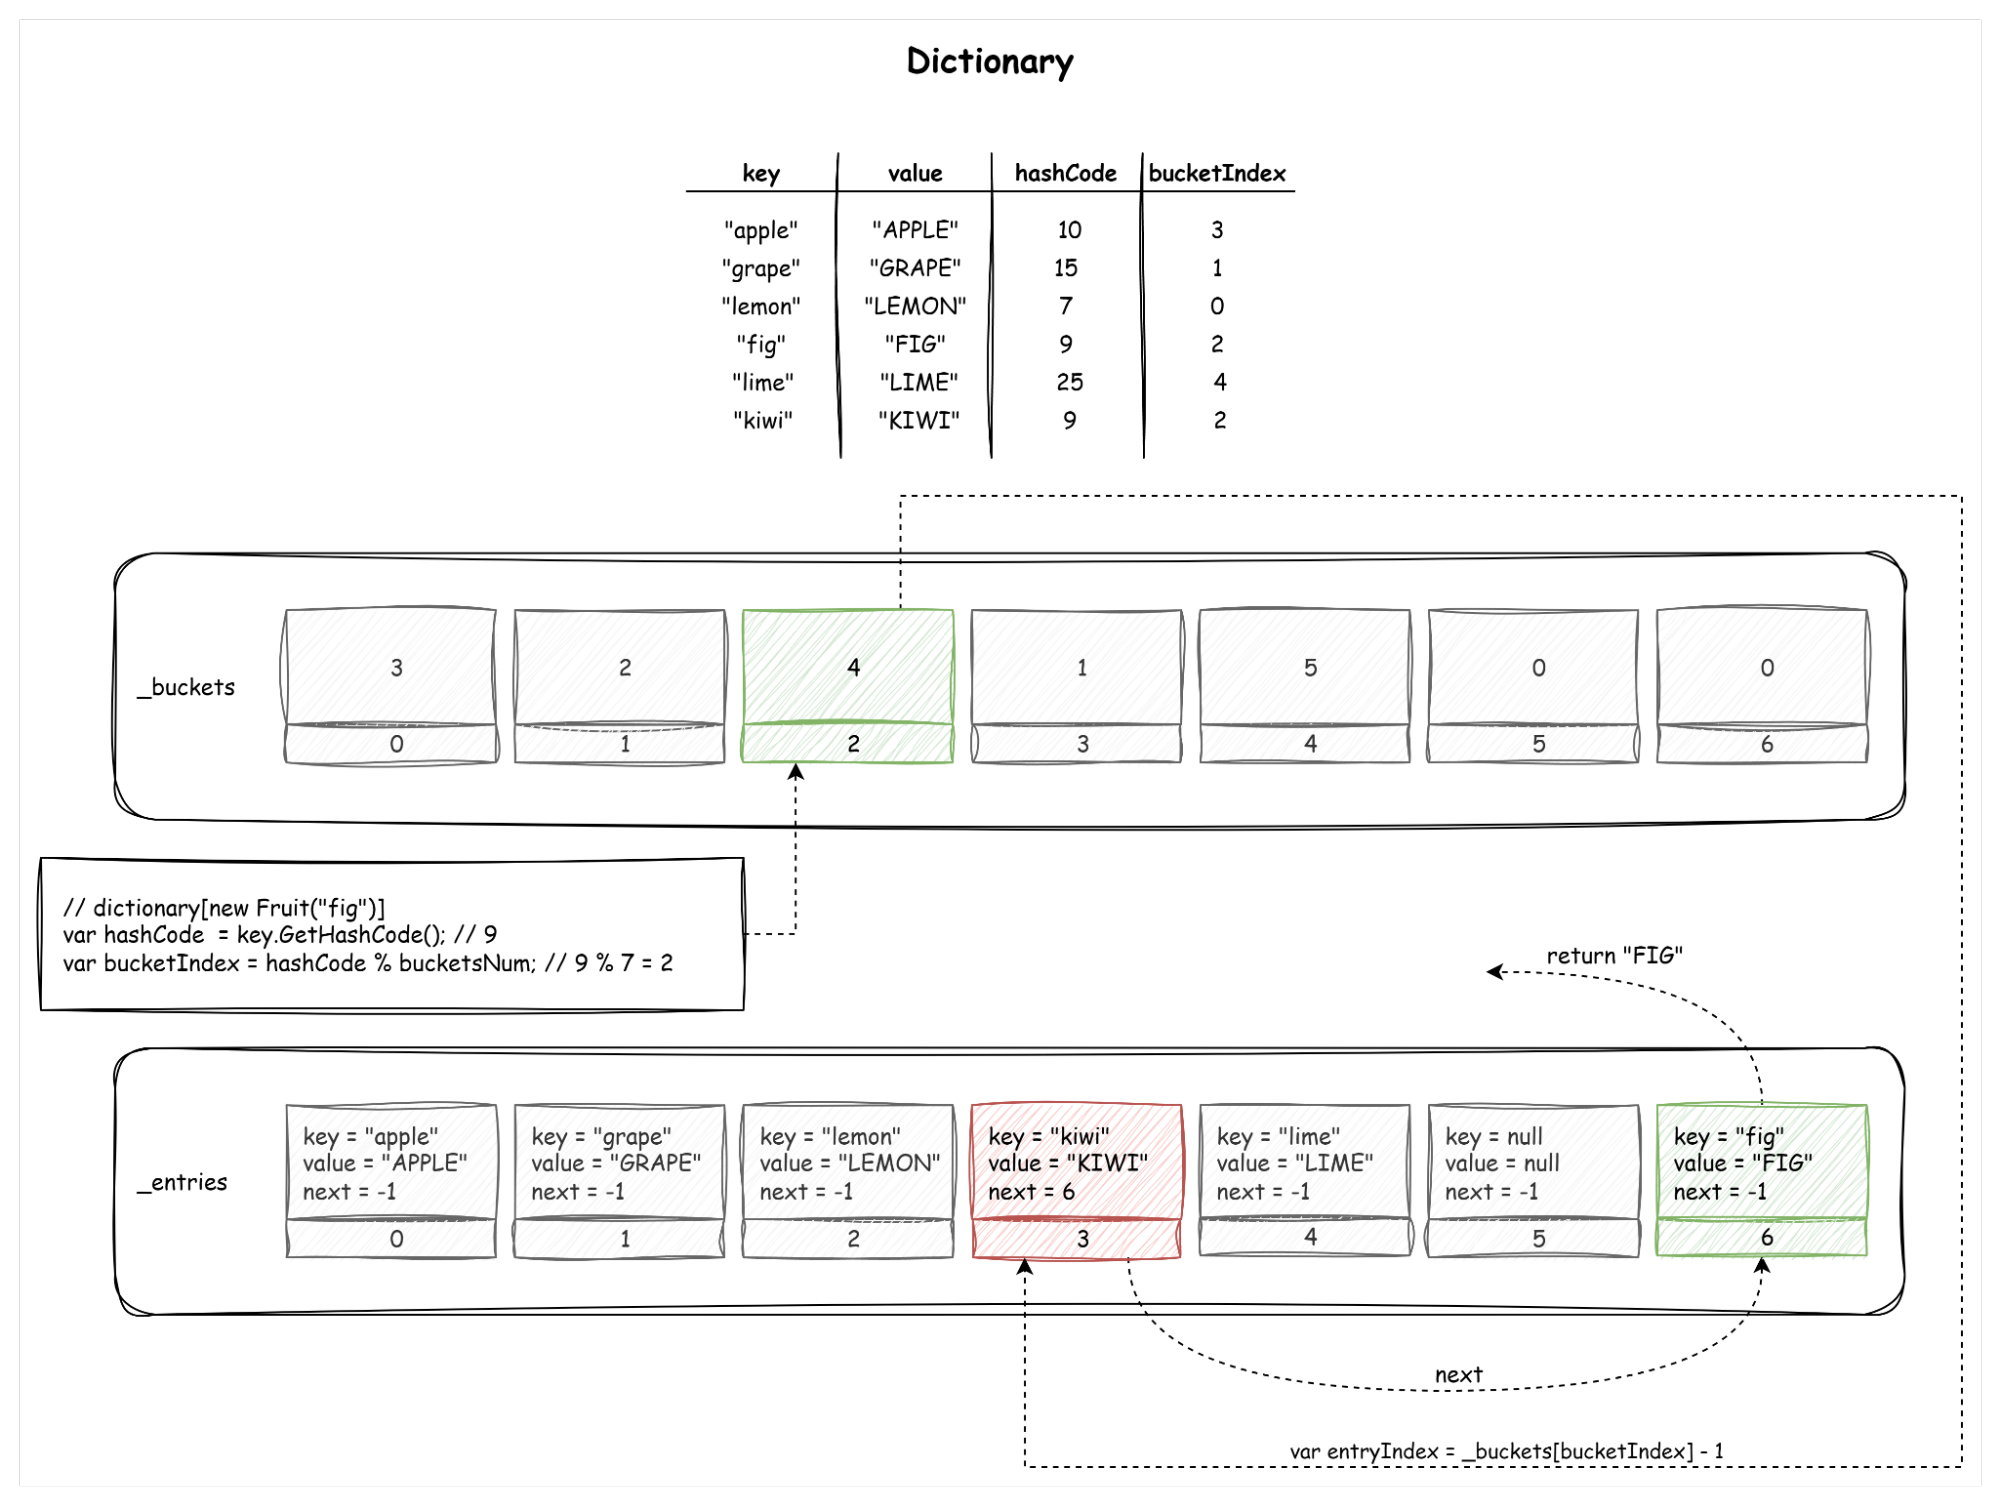 Dictionary
key value hashCode bucketIndex
"apple" "APPLE" 10 3
"grape" "GRAPE" 15 1
"lemon" "LEMON" 7 0
"fig" "FIG" 9 2
"lime" "LIME" 25 4
"kiwi" "KIWI" 9 2
_buckets
3 2 4 1 5 0 0
0 1 2 3 4 5 6
// dictionary[new Fruit("fig")]
var hashCode = key.GetHashCode(); // 9
var bucketIndex = hashCode % bucketsNum; // 9 % 7 = 2
return "FIG"
_entries
key = "apple"
value = "APPLE"
next = -1
0
key = "grape"
value = "GRAPE"
next = -1
1
key = "lemon"
value = "LEMON"
next = -1
2
key = "kiwi"
value = "KIWI"
next = 6
3
key = "lime"
value = "LIME"
next = -1
4
key = null
value = null
next = -1
5
key = "fig"
value = "FIG"
next = -1
6
next
var entryIndex = _buckets[bucketIndex] - 1